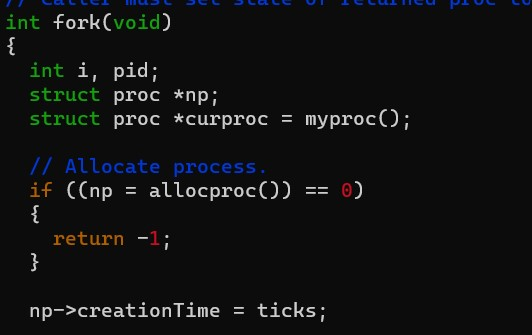 // Caller must set state of returned proc to
int fork(void)
{
  int i, pid;
  struct proc *np;
  struct proc *curproc = myproc();

  // Allocate process.
  if ((np = allocproc()) == 0)
  {
    return -1;
  }

  np->creationTime = ticks;